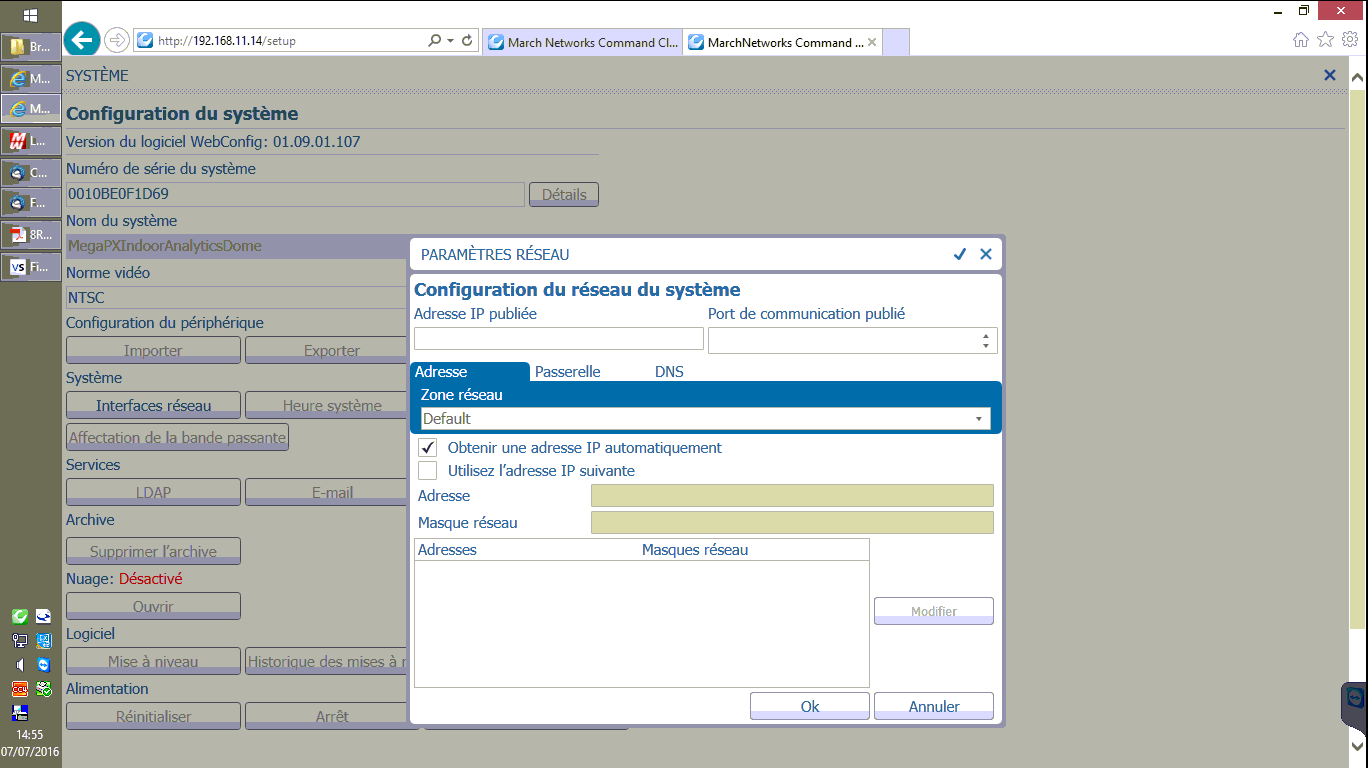 http://192.168.11.14/setup
March Networks Command Cl...
MarchNetworks Command ...
Br...
M...
M...
L...
C...
F...
8R...
Fi...
SYSTÈME
Configuration du système
Version du logiciel WebConfig: 01.09.01.107
Numéro de série du système
0010BE0F1D69
Détails
Nom du système
MegaPXIndoorAnalyticsDome
Norme vidéo
NTSC
Configuration du périphérique
Importer Exporter
Système
Interfaces réseau Heure système
Affectation de la bande passante
Services
LDAP E-mail
Archive
Supprimer l'archive
Nuage: Désactivé
Ouvrir
Logiciel
Mise à niveau Historique des mises à n
Alimentation
Réinitialiser Arrêt
PARAMÈTRES RÉSEAU
Configuration du réseau du système
Adresse IP publiée Port de communication publié
Adresse Passerelle DNS
Zone réseau
Default
Obtenir une adresse IP automatiquement
Utilisez l'adresse IP suivante
Adresse
Masque réseau
Adresses Masques réseau
Modifier
Ok Annuler
14:55
07/07/2016